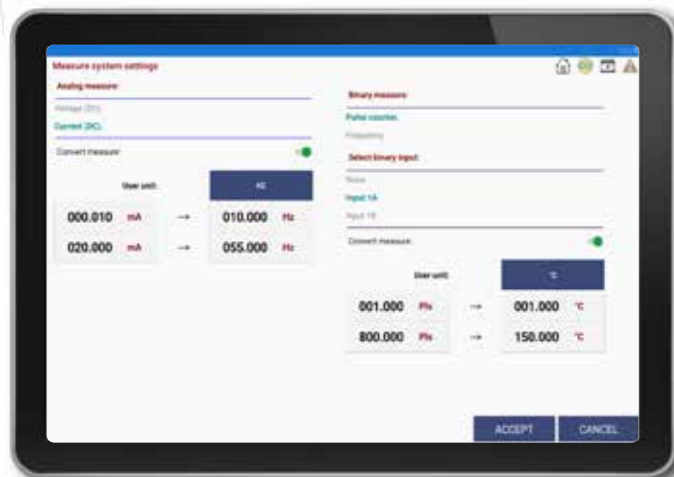 Measure system settings
Analog measure:
Voltage (DC).
Current (DC).
Convert measure:
User unit:
Hz
000.010 mA → 010.000 Hz
020.000 mA → 055.000 Hz
Binary measure:
Pulse counter.
Frequency.
Select binary input:
None
Input 1A
Input 1B
Convert measure:
User unit:
°C
001.000 Pls → 001.000 °C
800.000 Pls → 150.000 °C
ACCEPT CANCEL